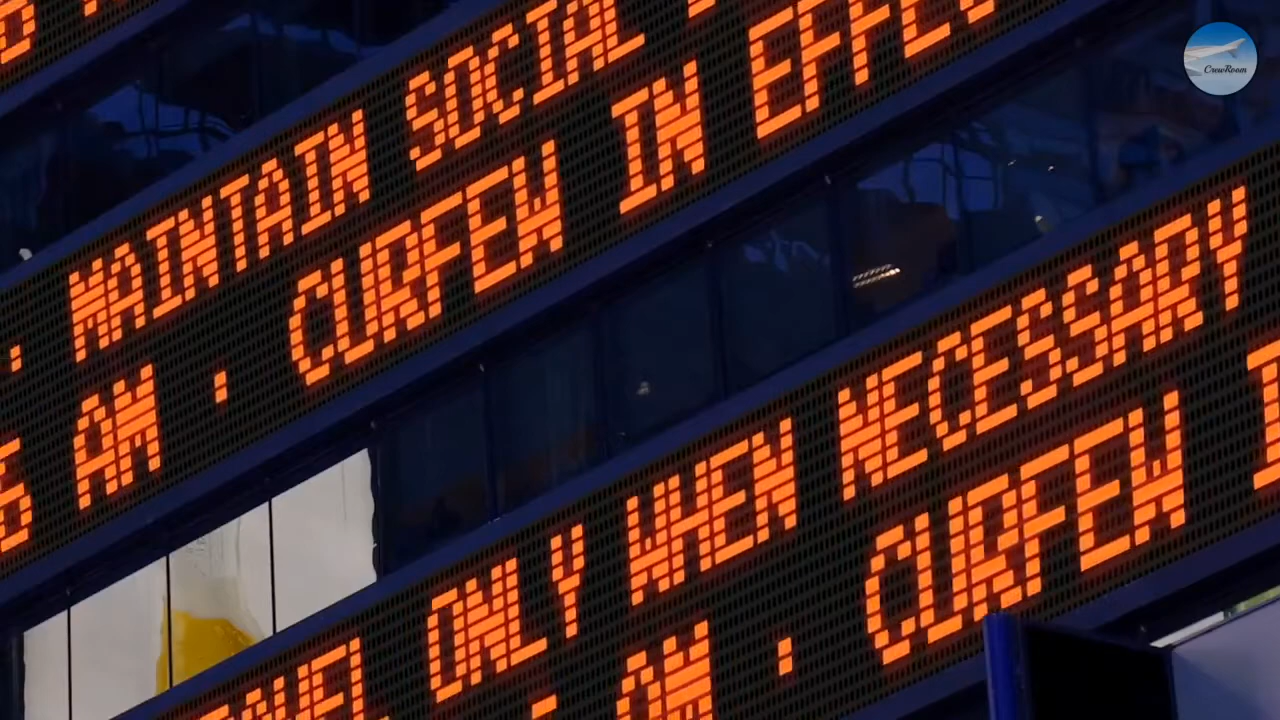 CrewRoom
MAINTAIN SOCIAL
AM · CURFEW IN EFFE
ONLY WHEN NECESSARY
AM · CURFEW